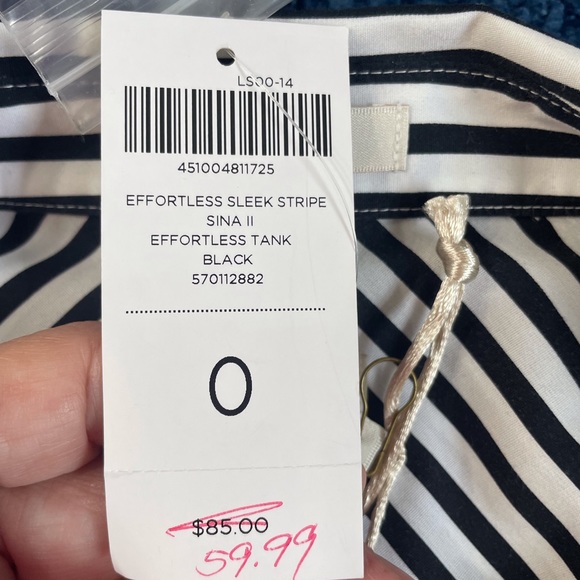 LS00-14
451004811725
EFFORTLESS SLEEK STRIPE
SINA II
EFFORTLESS TANK
BLACK
570112882
0
$85.00
59.99